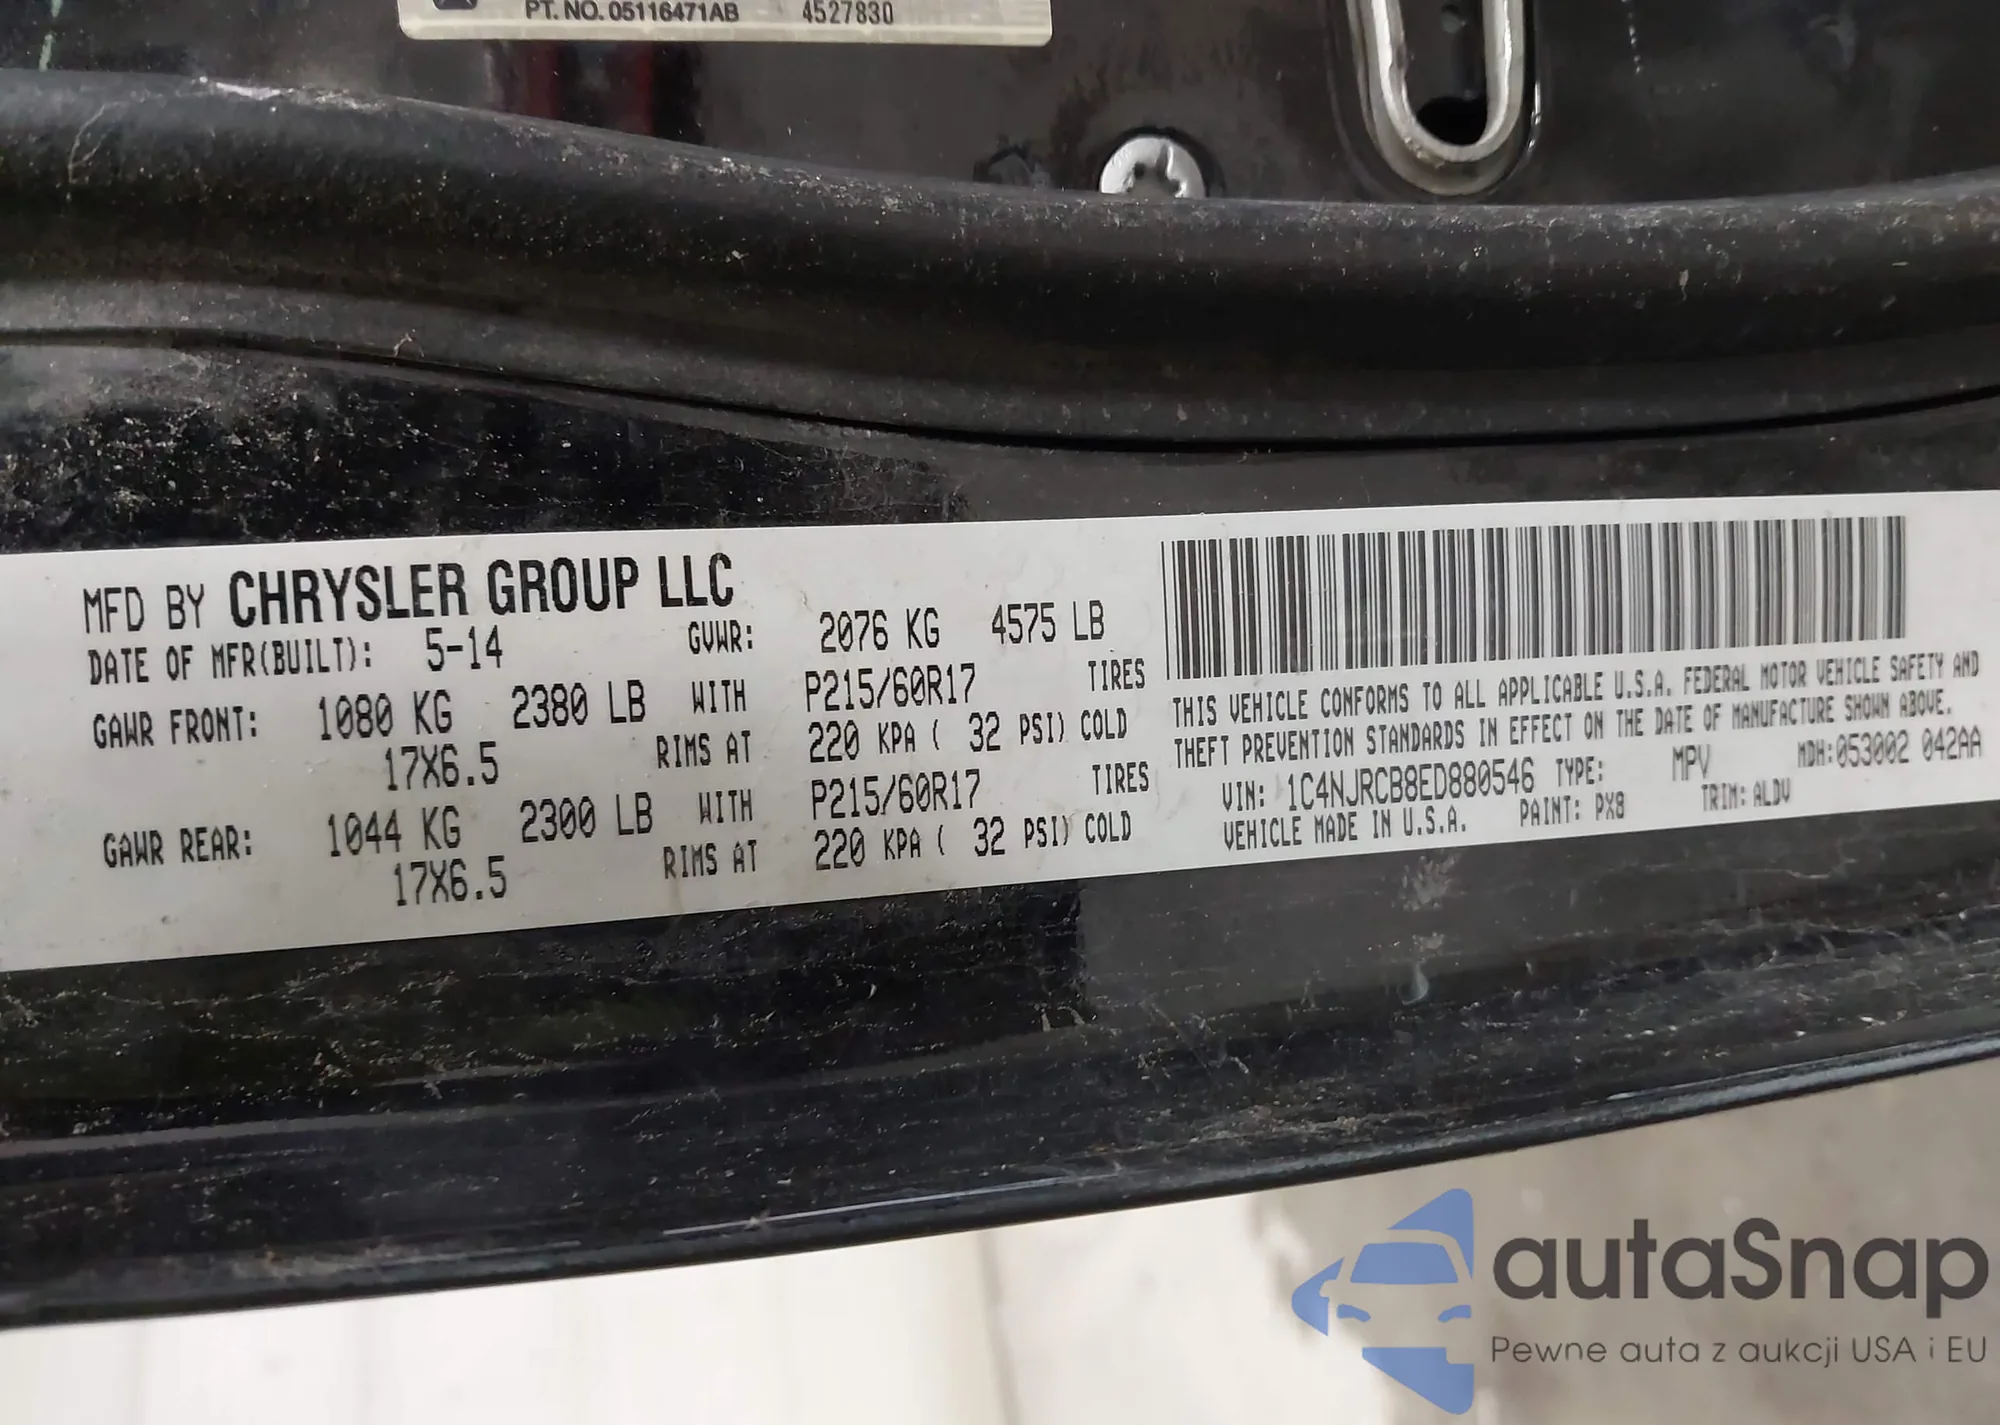 PT. NO. 05116471AB 4527830
MFD BY CHRYSLER GROUP LLC
DATE OF MFR(BUILT): 5-14 GVWR: 2076 KG 4575 LB
GAWR FRONT: 1080 KG 2380 LB WITH P215/60R17 TIRES
17X6.5 RIMS AT 220 KPA ( 32 PSI) COLD
GAWR REAR: 1044 KG 2300 LB WITH P215/60R17 TIRES
17X6.5 RIMS AT 220 KPA ( 32 PSI) COLD
THIS VEHICLE CONFORMS TO ALL APPLICABLE U.S.A. FEDERAL MOTOR VEHICLE SAFETY AND
THEFT PREVENTION STANDARDS IN EFFECT ON THE DATE OF MANUFACTURE SHOWN ABOVE.
VIN: 1C4NJRCB8ED880546 TYPE: MPV MDH:053002 042AA
VEHICLE MADE IN U.S.A. PAINT: PX8 TRIM: ALDV
autaSnap
Pewne auta z aukcji USA i EU